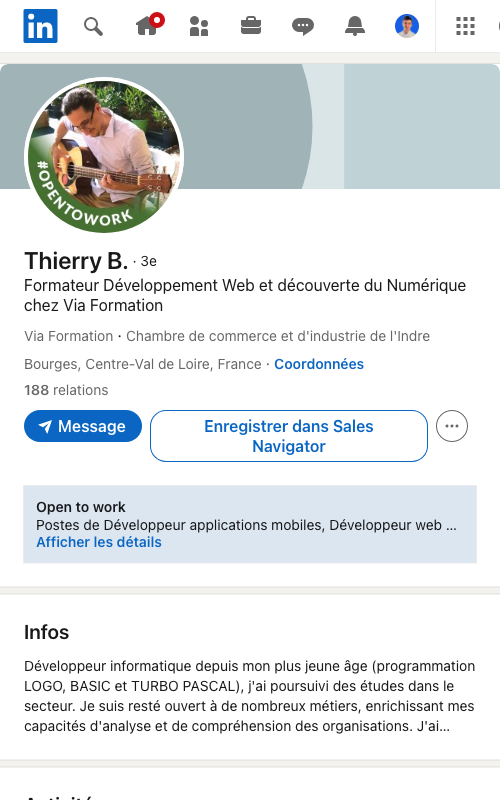 in
#OPENTOWORK
Thierry B. · 3e
Formateur Développement Web et découverte du Numérique
chez Via Formation
Via Formation · Chambre de commerce et d'industrie de l'Indre
Bourges, Centre-Val de Loire, France · Coordonnées
188 relations
Message
Enregistrer dans Sales
Navigator
Open to work
Postes de Développeur applications mobiles, Développeur web ...
Afficher les détails
Infos
Développeur informatique depuis mon plus jeune âge (programmation
LOGO, BASIC et TURBO PASCAL), j'ai poursuivi des études dans le
secteur. Je suis resté ouvert à de nombreux métiers, enrichissant mes
capacités d'analyse et de compréhension des organisations. J'ai...